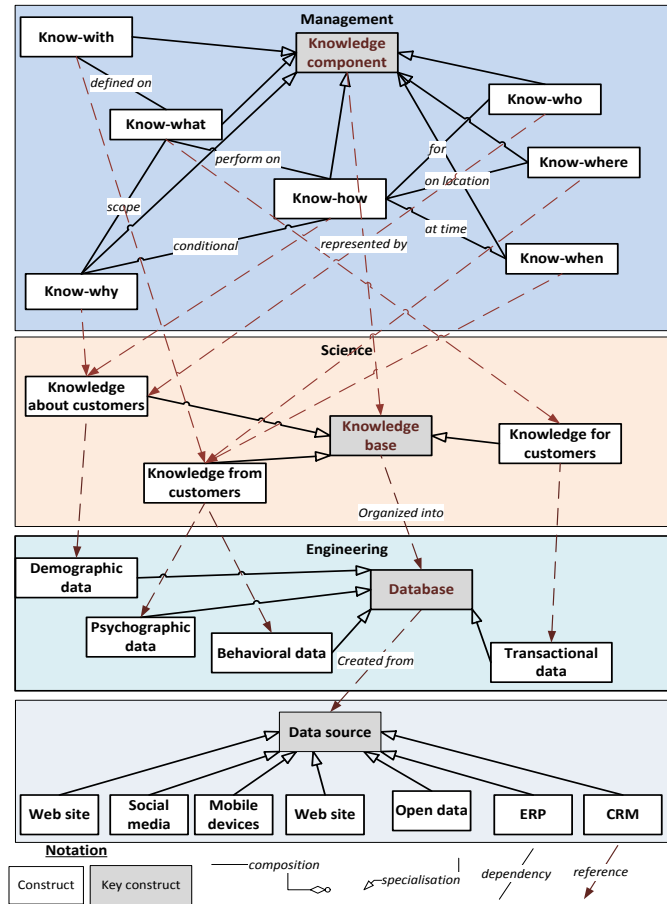 Management
Know-with
Knowledge
component
defined on
Know-what
Know-who
for
perform on
Know-where
on location
Know-how
scope
conditional
represented by
at time
Know-when
Know-why
Science
Knowledge
about customers
Knowledge
base
Knowledge for
customers
Knowledge from
customers
Organized into
Engineering
Demographic
data
Database
Psychographic
data
Behavioral data
Created from
Transactional
data
Data source
Web site
Social
media
Mobile
devices
Web site
Open data
ERP
CRM
Notation
Construct
Key construct
composition
specialisation
dependency
reference